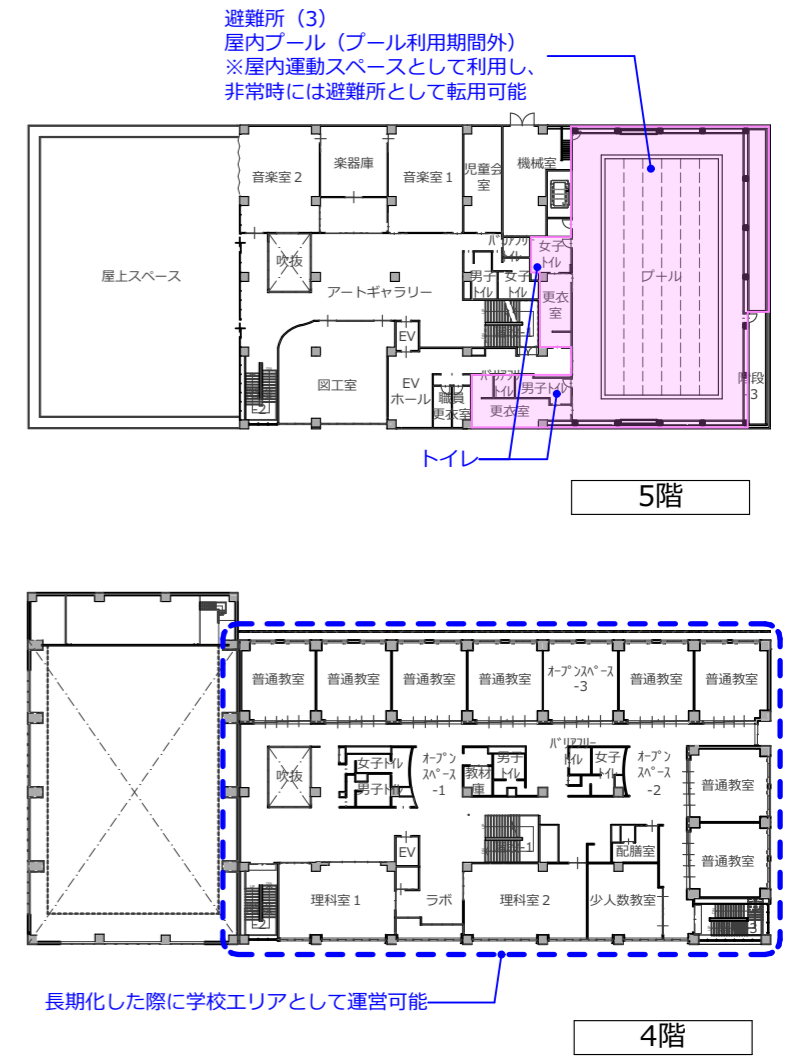 避難所（3）
屋内プール（プール利用期間外）
※屋内運動スペースとして利用し、
非常時には避難所として転用可能
音楽室２
楽器庫
音楽室１
児童会
室
機械室
屋上スペース
吹抜
アートギャラリー
ﾊﾞﾘｱﾌﾘｰ
ﾄｲﾚ
男子
ﾄｲﾚ
女子
ﾄｲﾚ
女子
トイレ
更衣
室
プール
EV
図工室
EV
ホール
職員
更衣室
ﾄｲﾚ
男子トイレ
更衣室
階段
-3
トイレ
5階
普通教室
普通教室
普通教室
普通教室
ｵｰﾌﾟﾝｽﾍﾟｰｽ
-3
普通教室
普通教室
吹抜
女子トイレ
男子トイレ
ｵｰﾌﾟﾝ
ｽﾍﾟｰｽ
-1
教材
庫
男子
ﾄｲﾚ
ﾊﾞﾘｱﾌﾘｰ
ﾄｲﾚ
女子
ﾄｲﾚ
ｵｰﾌﾟﾝ
ｽﾍﾟｰｽ
-2
普通教室
EV
配膳室
普通教室
理科室１
ラボ
理科室２
少人数教室
長期化した際に学校エリアとして運営可能
4階